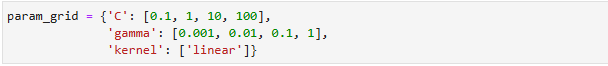 param_grid = {'C': [0.1, 1, 10, 100],
'gamma': [0.001, 0.01, 0.1, 1],
'kernel': ['linear']}